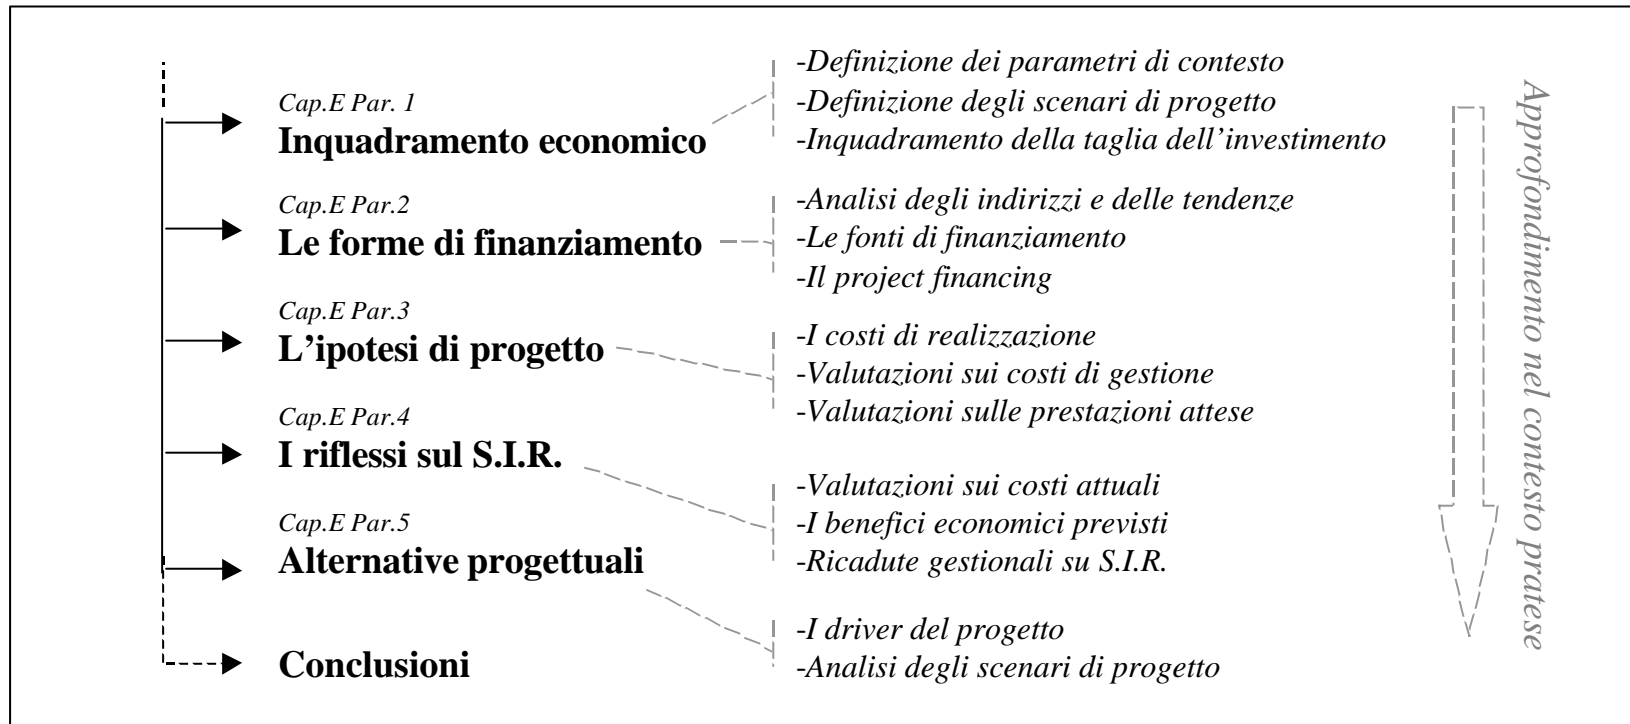 Cap.E Par. 1
Inquadramento economico
-Definizione dei parametri di contesto
-Definizione degli scenari di progetto
-Inquadramento della taglia dell’investimento
Cap.E Par.2
Le forme di finanziamento
-Analisi degli indirizzi e delle tendenze
-Le fonti di finanziamento
-Il project financing
Cap.E Par.3
L’ipotesi di progetto
-I costi di realizzazione
-Valutazioni sui costi di gestione
-Valutazioni sulle prestazioni attese
Cap.E Par.4
I riflessi sul S.I.R.
-Valutazioni sui costi attuali
-I benefici economici previsti
-Ricadute gestionali su S.I.R.
Cap.E Par.5
Alternative progettuali
-I driver del progetto
-Analisi degli scenari di progetto
Conclusioni
Approfondimento nel contesto pratese